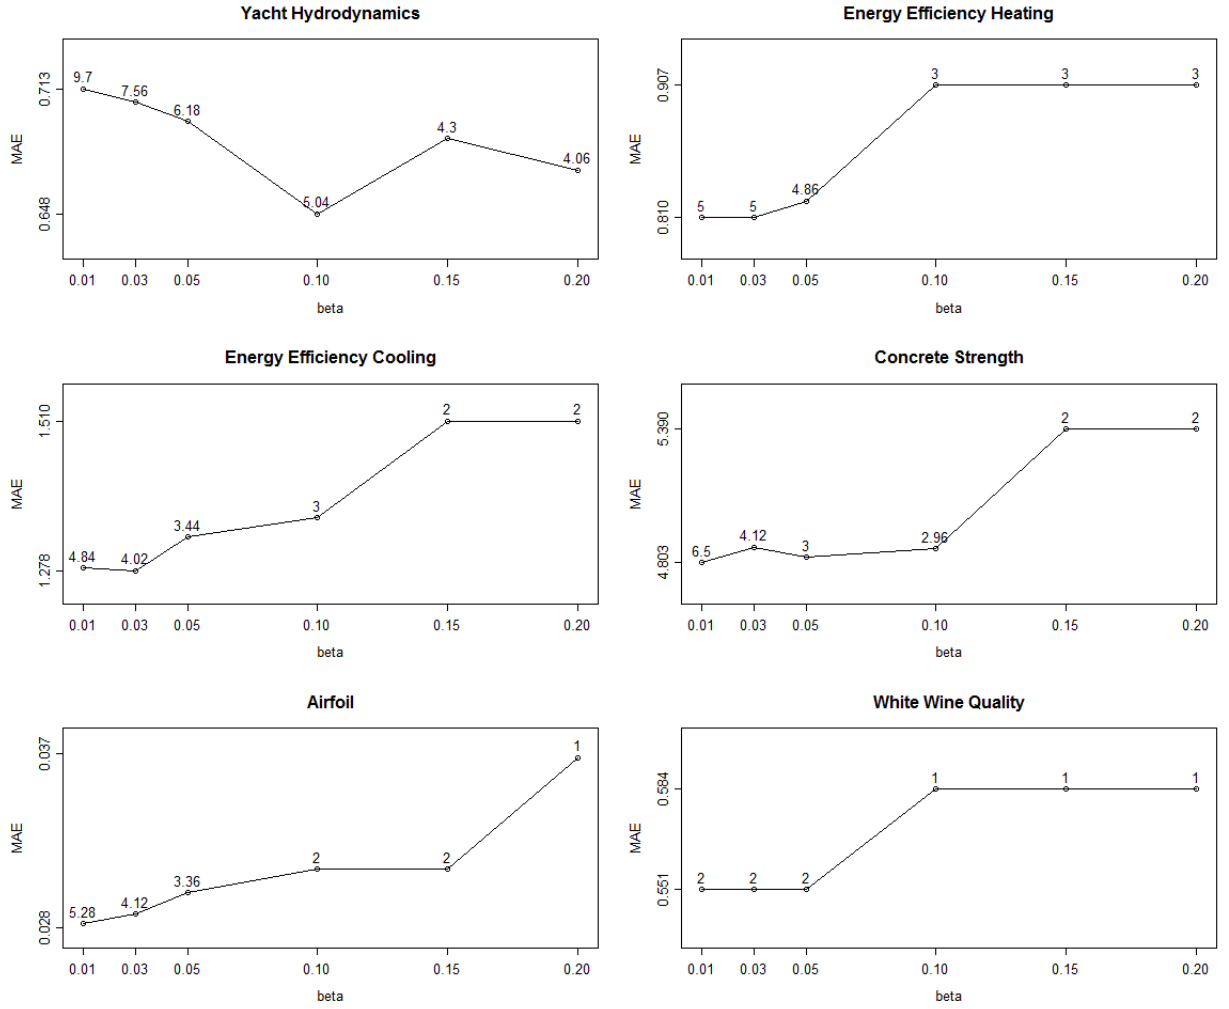 Yacht Hydrodynamics
MAE
0.713
0.648
9.7
7.56
6.18
5.04
4.3
4.06
0.01 0.03 0.05 0.10 0.15 0.20
beta
Energy Efficiency Heating
MAE
0.907
0.810
5
5
4.86
3
3
3
0.01 0.03 0.05 0.10 0.15 0.20
beta
Energy Efficiency Cooling
MAE
1.510
1.278
4.84
4.02
3.44
3
2
2
0.01 0.03 0.05 0.10 0.15 0.20
beta
Concrete Strength
MAE
5.390
4.803
6.5
4.12
3
2.96
2
2
0.01 0.03 0.05 0.10 0.15 0.20
beta
Airfoil
MAE
0.037
0.028
5.28
4.12
3.36
2
2
1
0.01 0.03 0.05 0.10 0.15 0.20
beta
White Wine Quality
MAE
0.584
0.551
2
2
2
1
1
1
0.01 0.03 0.05 0.10 0.15 0.20
beta